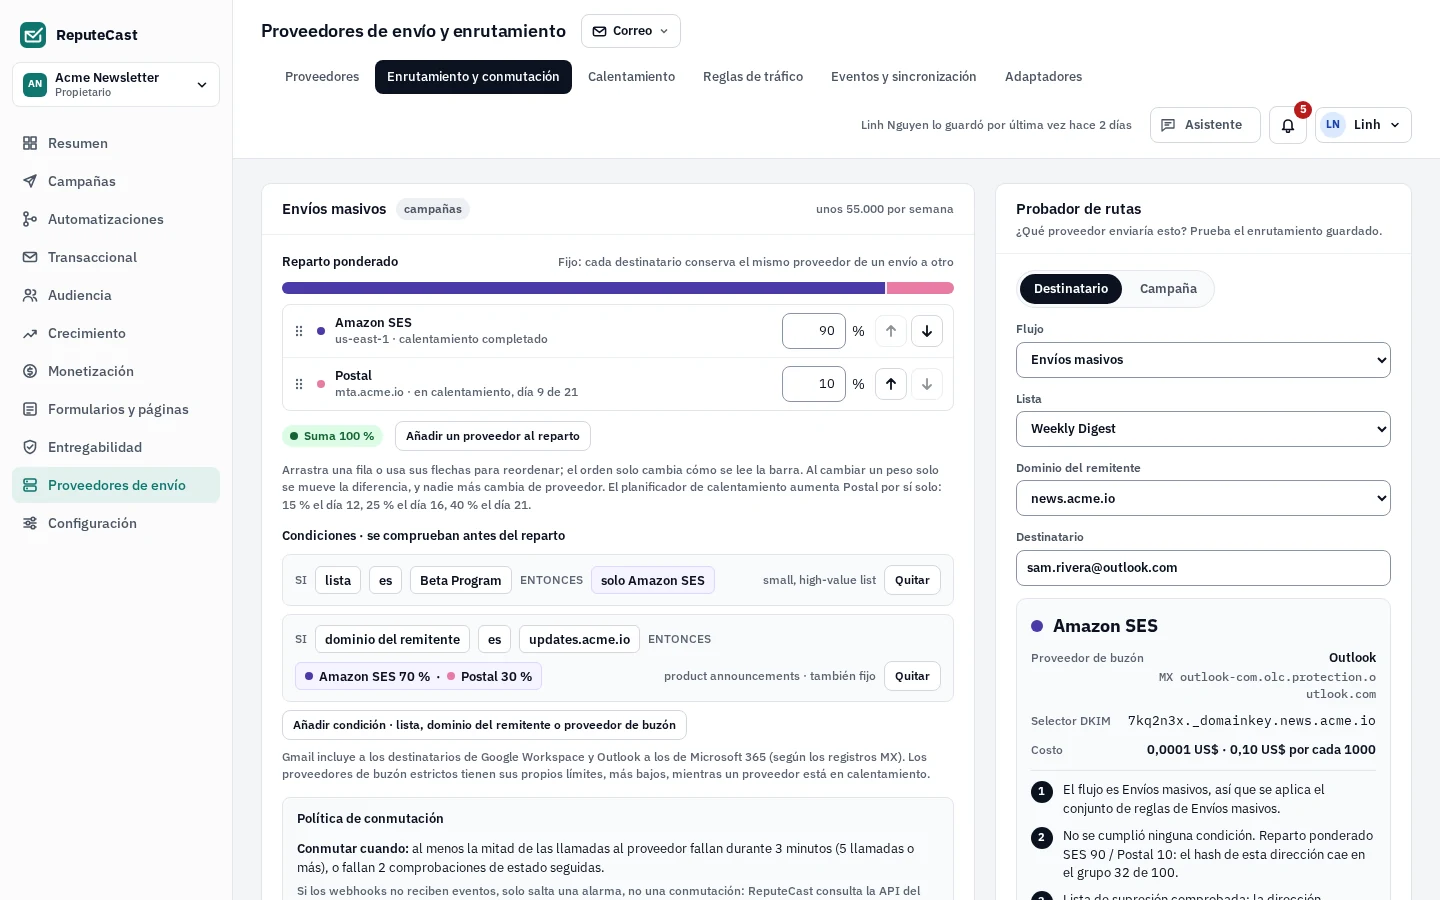 ReputeCast
AN
Acme Newsletter
Propietario
Resumen
Campañas
Automatizaciones
Transaccional
Audiencia
Crecimiento
Monetización
Formularios y páginas
Entregabilidad
Proveedores de envío
Configuración
Proveedores de envío y enrutamiento
Correo
Proveedores
Enrutamiento y conmutación
Calentamiento
Reglas de tráfico
Eventos y sincronización
Adaptadores
Linh Nguyen lo guardó por última vez hace 2 días
Asistente
5
LN
Linh
Envíos masivos
campañas
unos 55.000 por semana
Reparto ponderado
Fijo: cada destinatario conserva el mismo proveedor de un envío a otro
Amazon SES
us-east-1 · calentamiento completado
90 %
Postal
mta.acme.io · en calentamiento, día 9 de 21
10 %
Suma 100 %
Añadir un proveedor al reparto
Arrastra una fila o usa sus flechas para reordenar; el orden solo cambia cómo se lee la barra. Al cambiar un peso solo
se mueve la diferencia, y nadie más cambia de proveedor. El planificador de calentamiento aumenta Postal por sí solo:
15 % el día 12, 25 % el día 16, 40 % el día 21.
Condiciones · se comprueban antes del reparto
SI lista es Beta Program ENTONCES solo Amazon SES
small, high-value list
Quitar
SI dominio del remitente es updates.acme.io ENTONCES
Amazon SES 70 % · Postal 30 %
product announcements · también fijo
Quitar
Añadir condición · lista, dominio del remitente o proveedor de buzón
Gmail incluye a los destinatarios de Google Workspace y Outlook a los de Microsoft 365 (según los registros MX). Los
proveedores de buzón estrictos tienen sus propios límites, más bajos, mientras un proveedor está en calentamiento.
Política de conmutación
Conmutar cuando: al menos la mitad de las llamadas al proveedor fallan durante 3 minutos (5 llamadas o
más), o fallan 2 comprobaciones de estado seguidas.
Si los webhooks no reciben eventos, solo salta una alarma, no una conmutación: ReputeCast consulta la API del
Probador de rutas
¿Qué proveedor enviaría esto? Prueba el enrutamiento guardado.
Destinatario
Campaña
Flujo
Envíos masivos
Lista
Weekly Digest
Dominio del remitente
news.acme.io
Destinatario
sam.rivera@outlook.com
Amazon SES
Proveedor de buzón
Outlook
MX outlook-com.olc.protection.o
utlook.com
Selector DKIM
7kq2n3x._domainkey.news.acme.io
Costo
0,0001 US$ · 0,10 US$ por cada 1000
1
El flujo es Envíos masivos, así que se aplica el
conjunto de reglas de Envíos masivos.
2
No se cumplió ninguna condición. Reparto ponderado
SES 90 / Postal 10: el hash de esta dirección cae en
el grupo 32 de 100.
3
Lista de supresión comprobada: la dirección